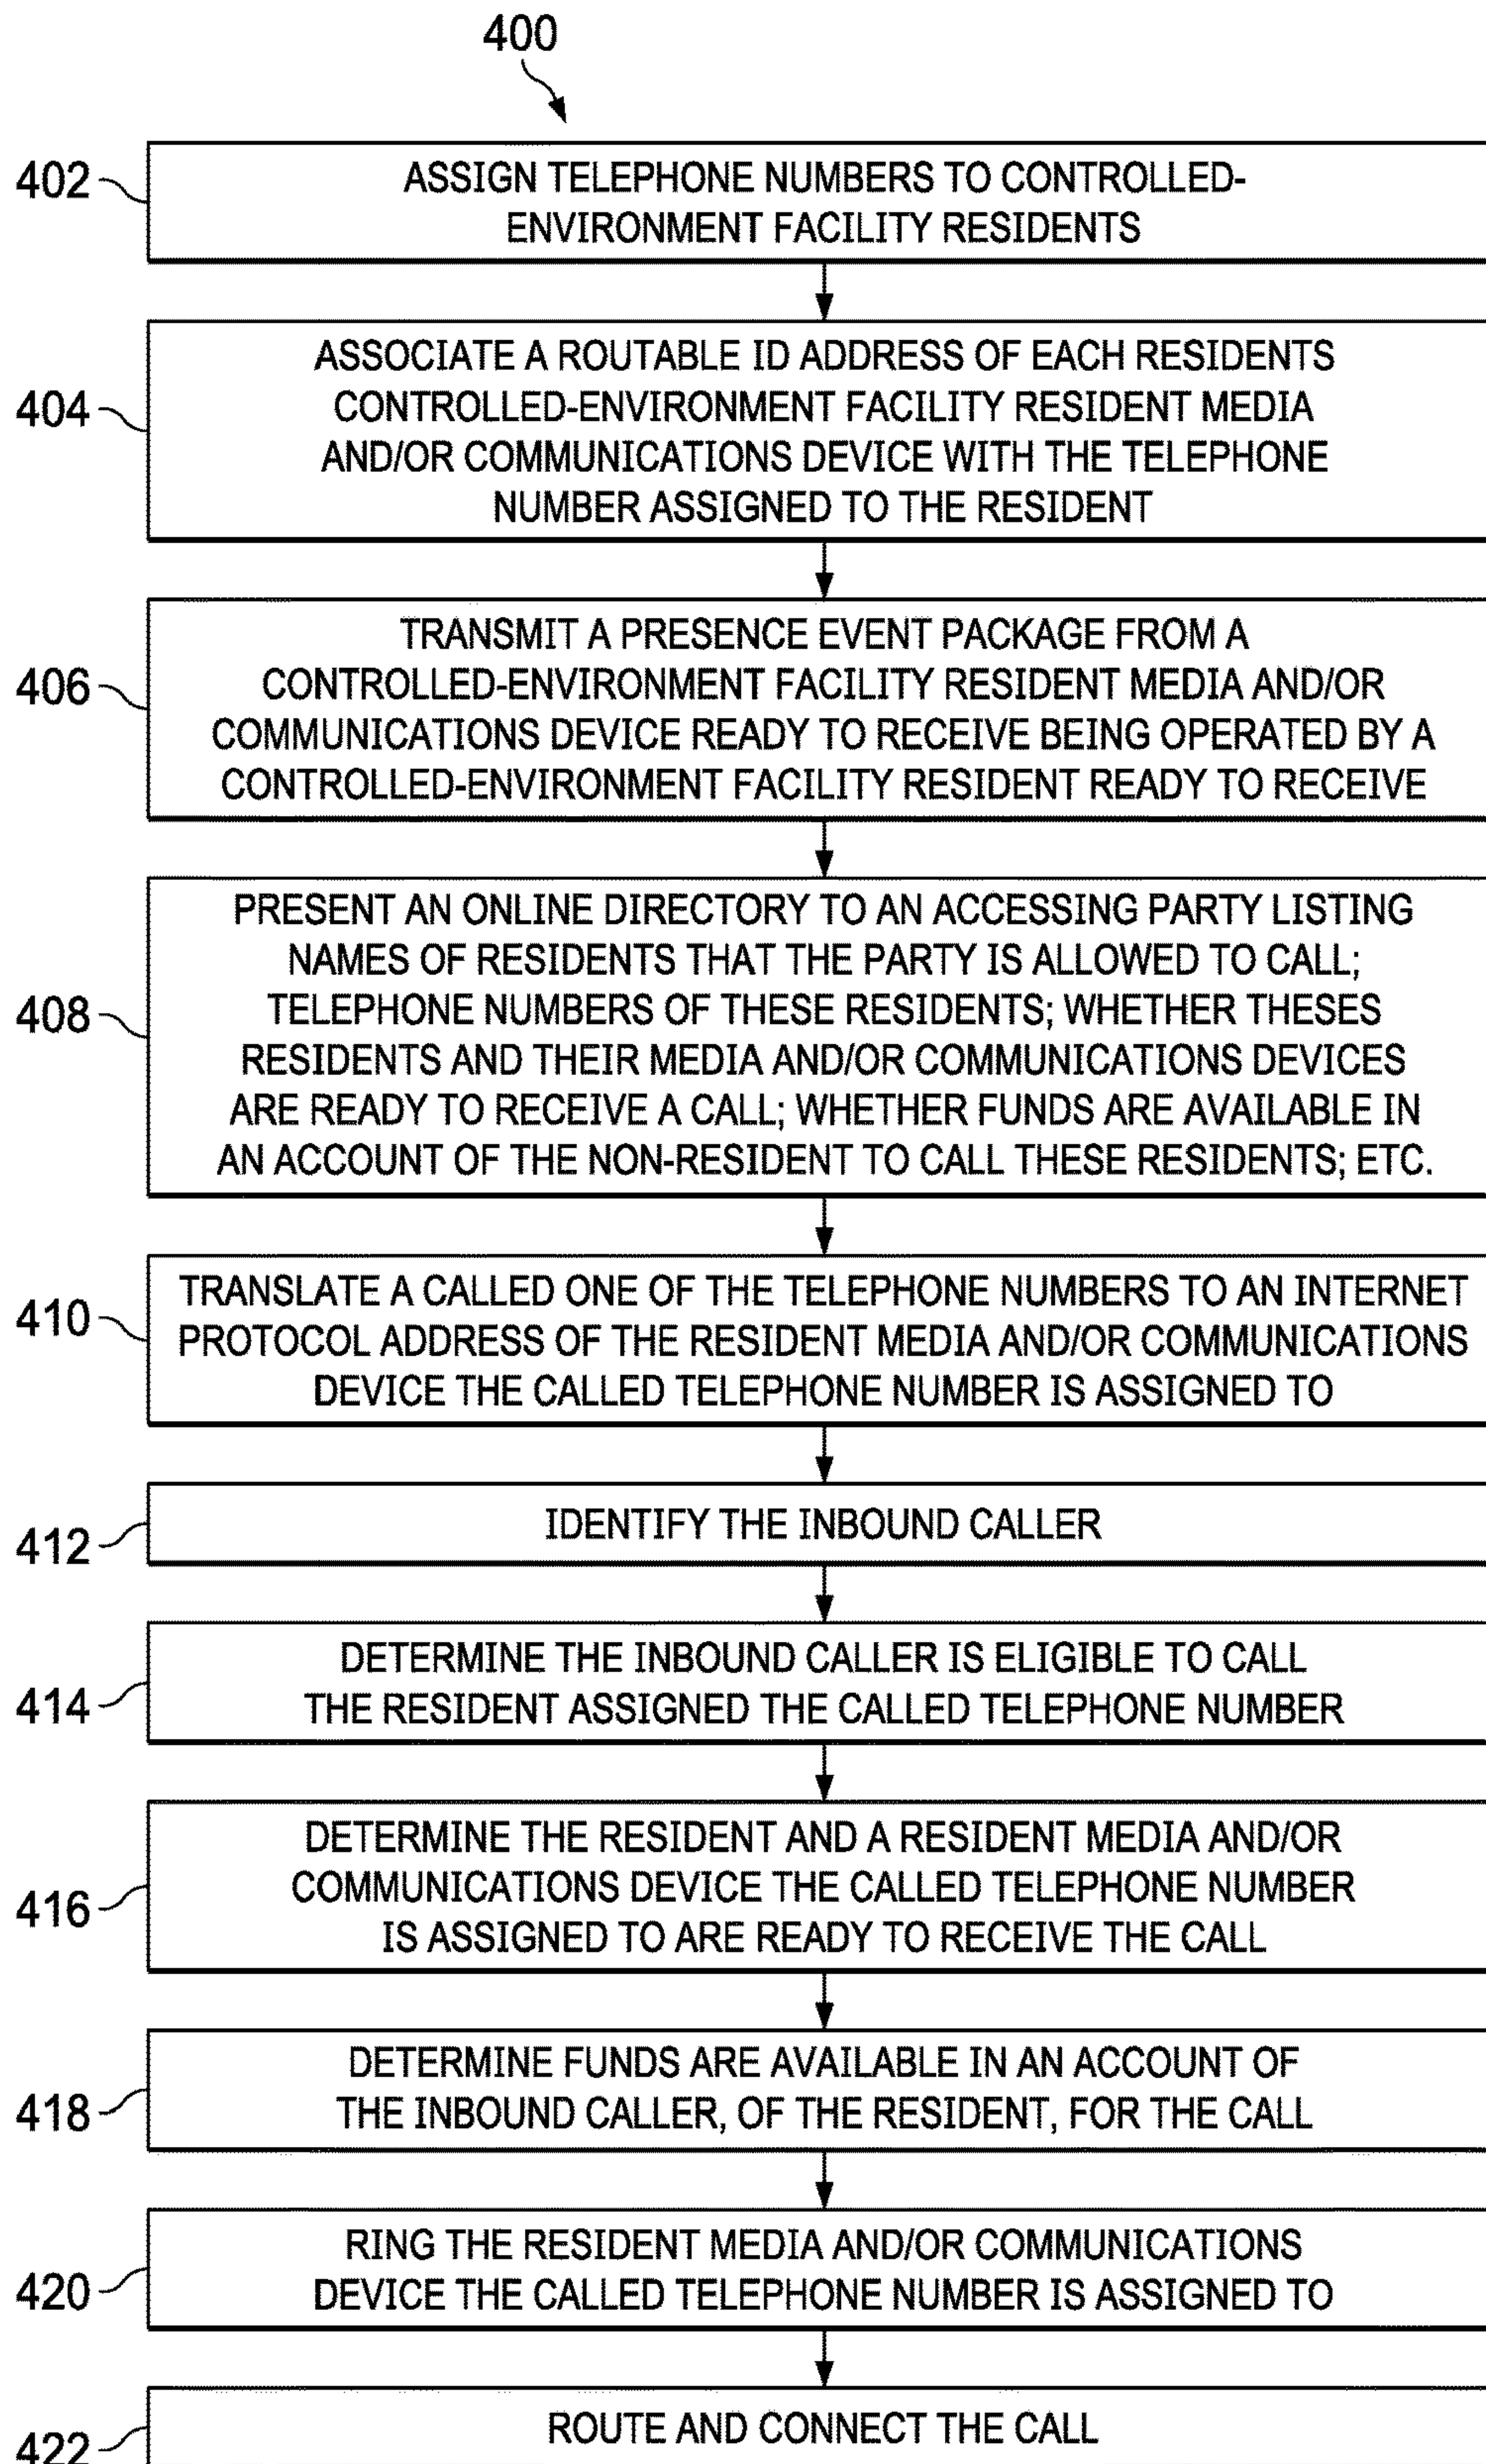 400
402
ASSIGN TELEPHONE NUMBERS TO CONTROLLED-
ENVIRONMENT FACILITY RESIDENTS
404
ASSOCIATE A ROUTABLE ID ADDRESS OF EACH RESIDENTS
CONTROLLED-ENVIRONMENT FACILITY RESIDENT MEDIA
AND/OR COMMUNICATIONS DEVICE WITH THE TELEPHONE
NUMBER ASSIGNED TO THE RESIDENT
406
TRANSMIT A PRESENCE EVENT PACKAGE FROM A
CONTROLLED-ENVIRONMENT FACILITY RESIDENT MEDIA AND/OR
COMMUNICATIONS DEVICE READY TO RECEIVE BEING OPERATED BY A
CONTROLLED-ENVIRONMENT FACILITY RESIDENT READY TO RECEIVE
408
PRESENT AN ONLINE DIRECTORY TO AN ACCESSING PARTY LISTING
NAMES OF RESIDENTS THAT THE PARTY IS ALLOWED TO CALL;
TELEPHONE NUMBERS OF THESE RESIDENTS; WHETHER THESES
RESIDENTS AND THEIR MEDIA AND/OR COMMUNICATIONS DEVICES
ARE READY TO RECEIVE A CALL; WHETHER FUNDS ARE AVAILABLE IN
AN ACCOUNT OF THE NON-RESIDENT TO CALL THESE RESIDENTS; ETC.
410
TRANSLATE A CALLED ONE OF THE TELEPHONE NUMBERS TO AN INTERNET
PROTOCOL ADDRESS OF THE RESIDENT MEDIA AND/OR COMMUNICATIONS
DEVICE THE CALLED TELEPHONE NUMBER IS ASSIGNED TO
412
IDENTIFY THE INBOUND CALLER
414
DETERMINE THE INBOUND CALLER IS ELIGIBLE TO CALL
THE RESIDENT ASSIGNED THE CALLED TELEPHONE NUMBER
416
DETERMINE THE RESIDENT AND A RESIDENT MEDIA AND/OR
COMMUNICATIONS DEVICE THE CALLED TELEPHONE NUMBER
IS ASSIGNED TO ARE READY TO RECEIVE THE CALL
418
DETERMINE FUNDS ARE AVAILABLE IN AN ACCOUNT OF
THE INBOUND CALLER, OF THE RESIDENT, FOR THE CALL
420
RING THE RESIDENT MEDIA AND/OR COMMUNICATIONS
DEVICE THE CALLED TELEPHONE NUMBER IS ASSIGNED TO
422
ROUTE AND CONNECT THE CALL